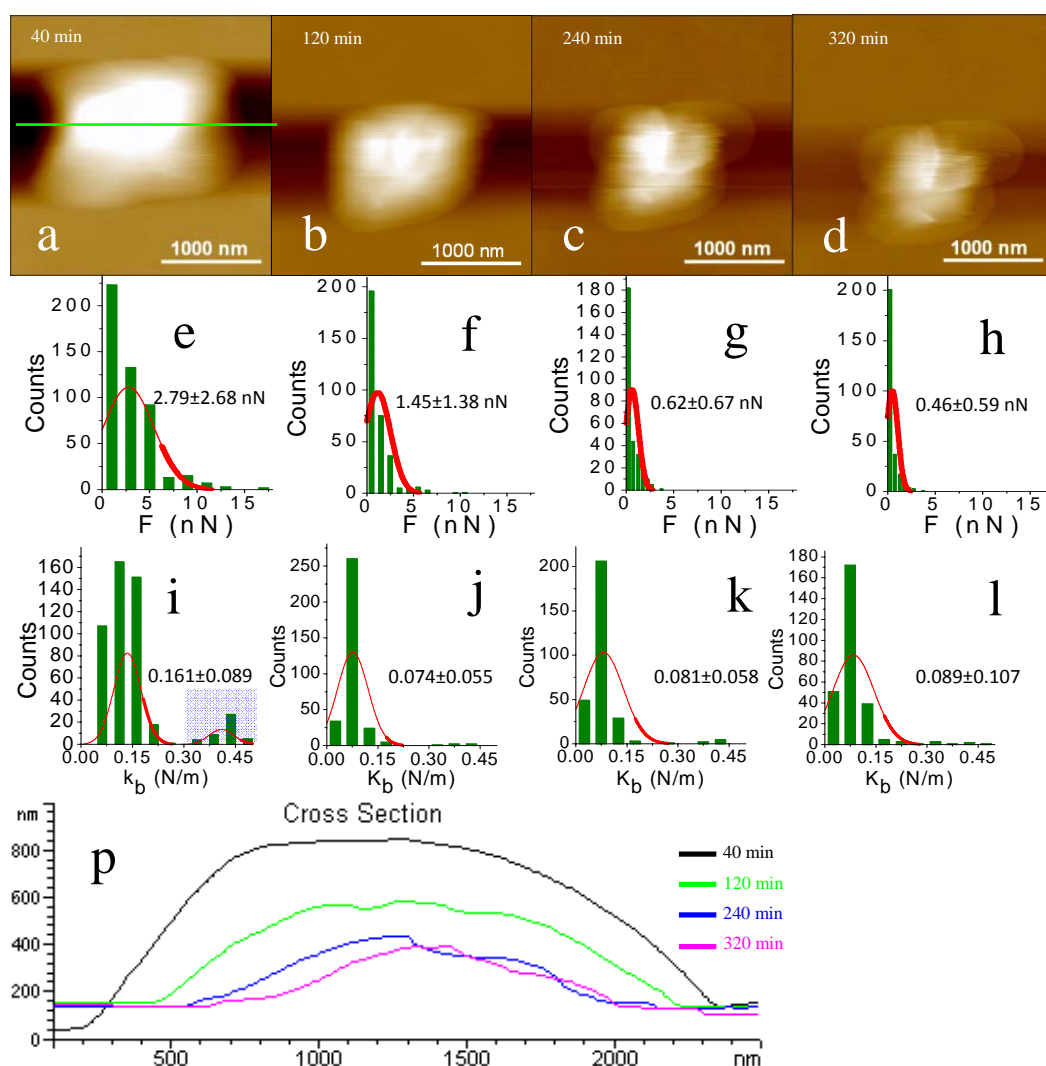 40 min 120 min 240 min 320 min
a b c d
1000 nm 1000 nm 1000 nm 1000 nm
e f g h
200 150 100 50 0
Counts
2.79±2.68 nN
0 5 10 15
F (nN)
200 150 100 50 0
Counts
1.45±1.38 nN
0 5 10 15
F (nN)
180 160 140 120 100 80 60 40 20 0
Counts
0.62±0.67 nN
0 5 10 15
F (nN)
200 150 100 50 0
Counts
0.46±0.59 nN
0 5 10 15
F (nN)
i j k l
160 140 120 100 80 60 40 20 0
Counts
0.161±0.089
0.00 0.15 0.30 0.45
k_b (N/m)
250 200 150 100 50 0
Counts
0.074±0.055
0.00 0.15 0.30 0.45
K_b (N/m)
200 150 100 50 0
Counts
0.081±0.058
0.00 0.15 0.30 0.45
K_b (N/m)
180 160 140 120 100 80 60 40 20 0
Counts
0.089±0.107
0.00 0.15 0.30 0.45
K_b (N/m)
Cross Section
p
nm
800
600
400
200
0
500 1000 1500 2000 nm
40 min
120 min
240 min
320 min